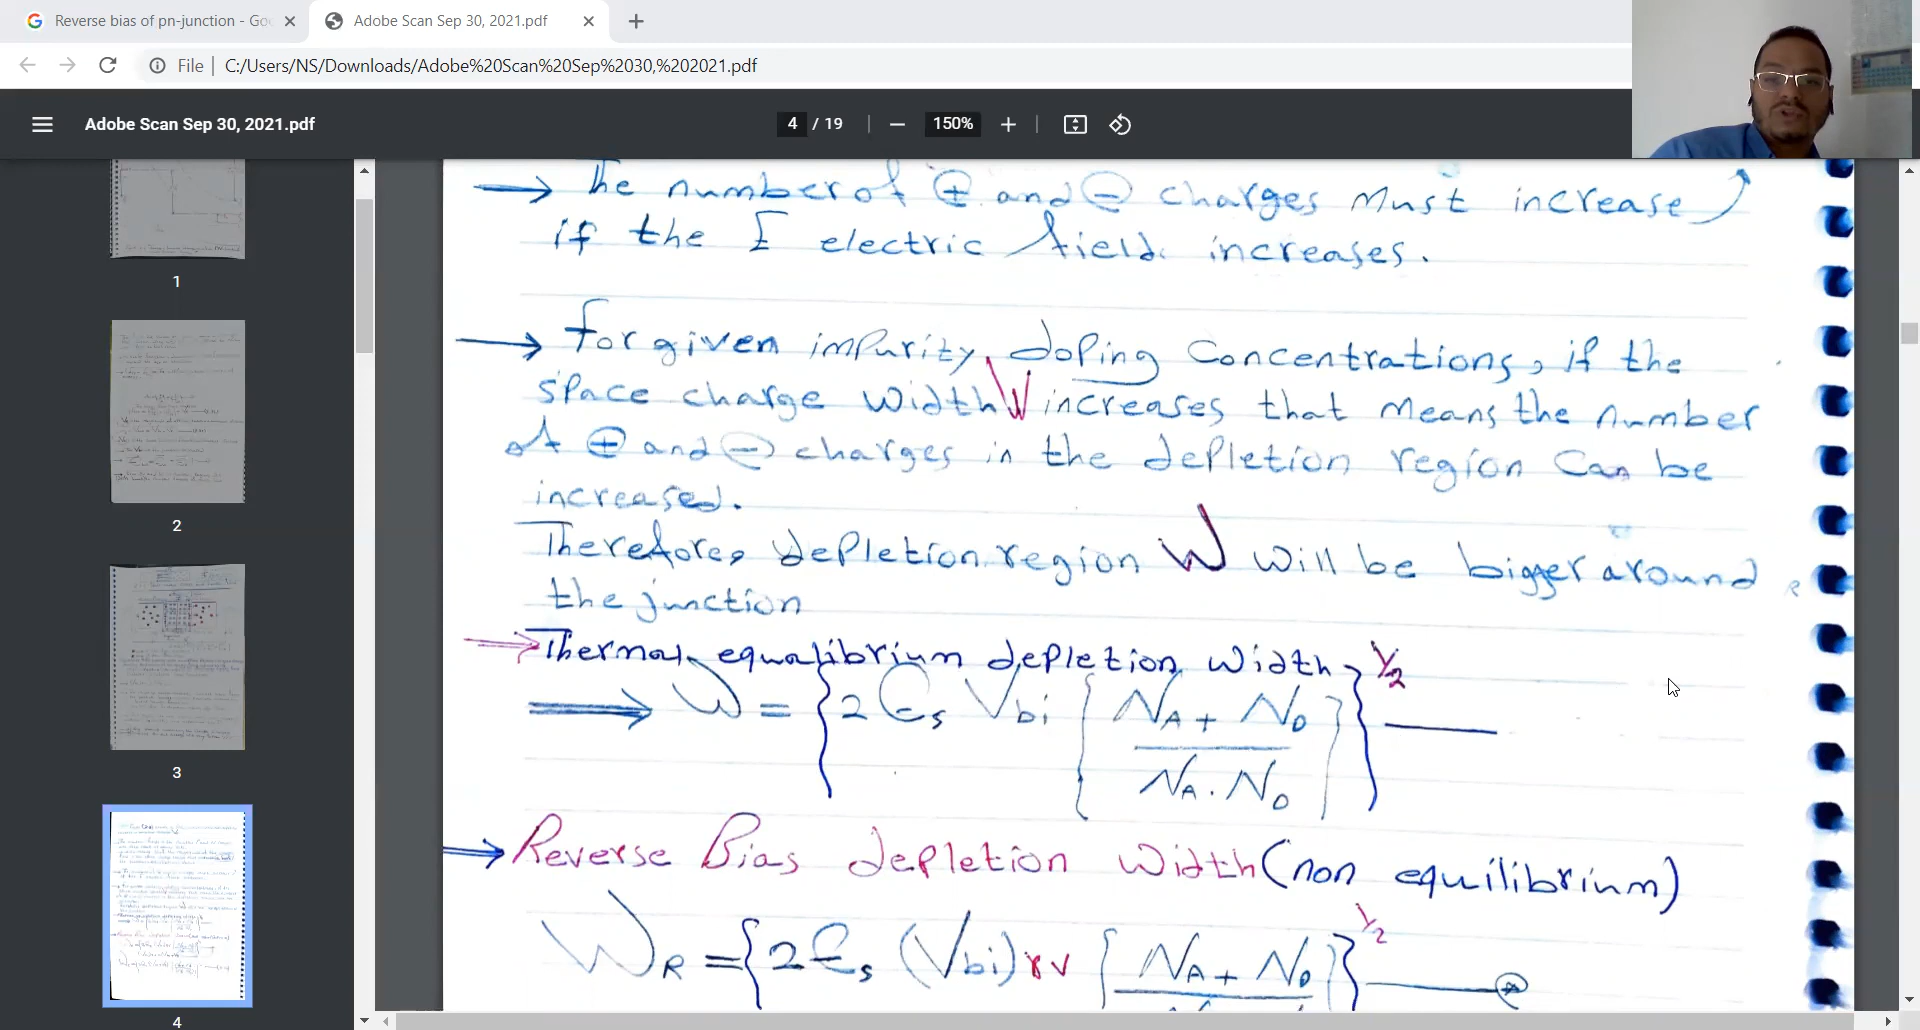 Reverse bias of pn-junction - Goo
Adobe Scan Sep 30, 2021.pdf
File
C:/Users/NS/Downloads/Adobe%20Scan%20Sep%2030,%202021.pdf
Adobe Scan Sep 30, 2021.pdf
4 / 19
150%
1
2
3
4
→ The number of ⊕ and ⊖ charges must increase
if the E electric field increases.
→ For given impurity doping concentrations, if the
space charge width W increases that means the number
of ⊕ and ⊖ charges in the depletion region can be
increased.
Therefore, depletion region W will be bigger around
the junction
⇒ Thermal equalibrium depletion width
⇒ W = { 2 Єs Vbi { NA + ND / NA . ND } }^1/2
→ Reverse Bias depletion width (non equilibrium)
WR = { 2 Єs (Vbi) { NA + ND } }^1/2